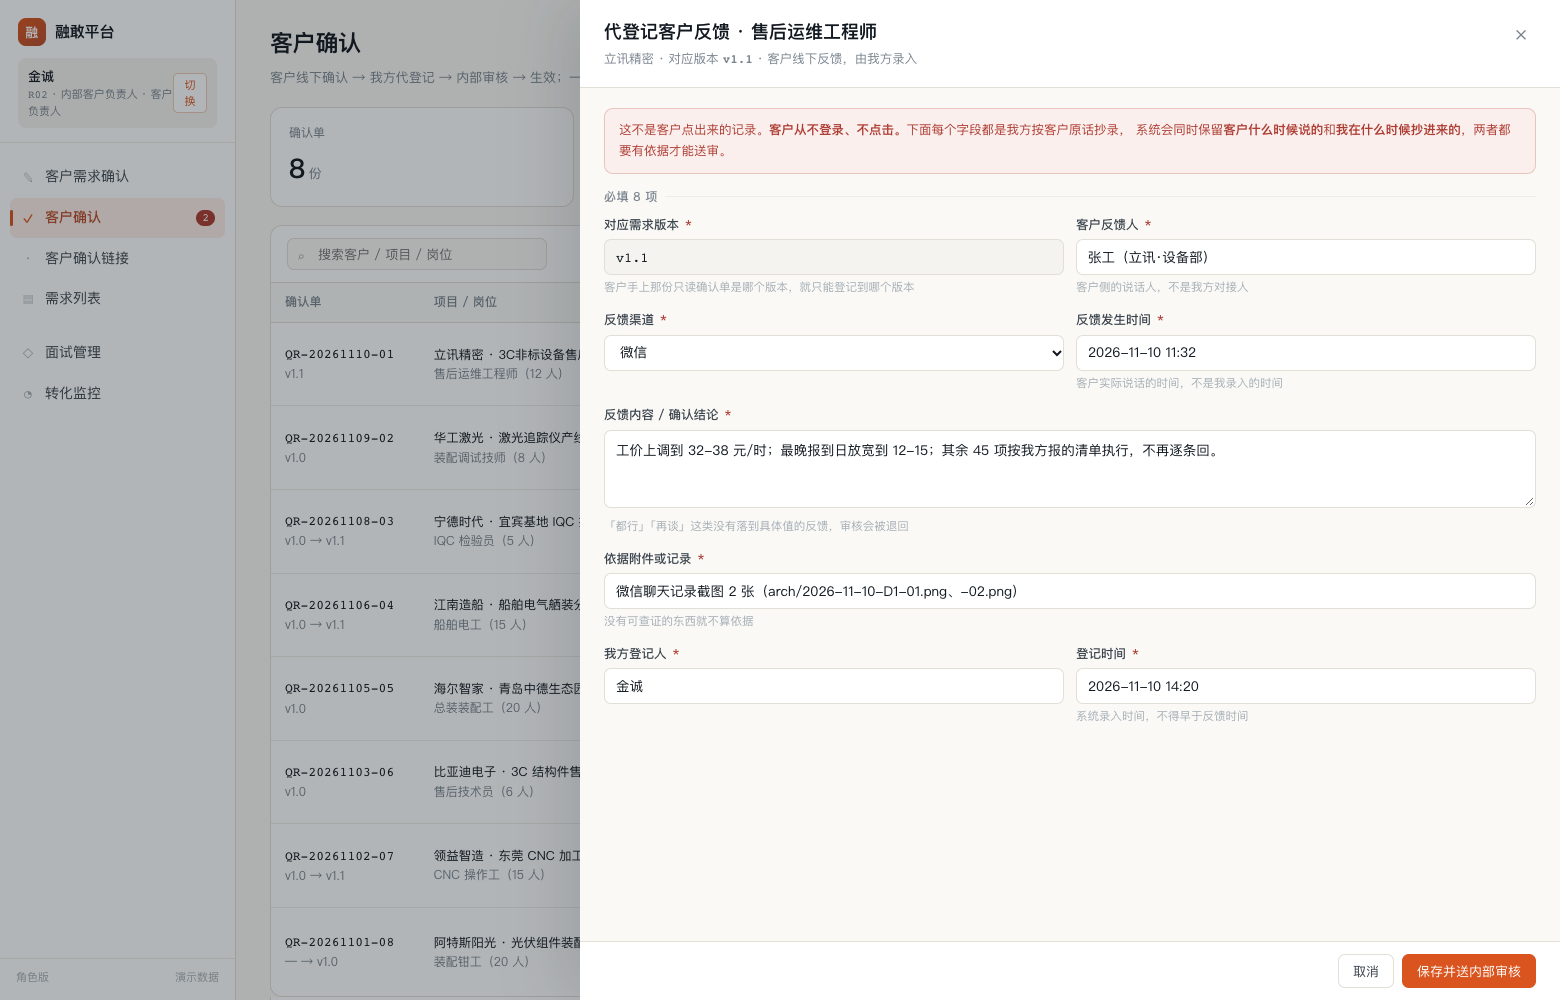 融 融敢平台
金诚
R02 · 内部客户负责人 · 客户负责人
切换
客户需求确认
客户确认 2
客户确认链接
需求列表
面试管理
转化监控
角色版 演示数据
客户确认
客户线下确认 → 我方代登记 → 内部审核 → 生效；
确认单
8 份
搜索客户 / 项目 / 岗位
确认单 项目 / 岗位
QR-20261110-01 立讯精密 · 3C非标设备售
v1.1 售后运维工程师（12 人）
QR-20261109-02 华工激光 · 激光追踪仪产
v1.0 装配调试技师（8 人）
QR-20261108-03 宁德时代 · 宜宾基地 IQC
v1.0 → v1.1 IQC 检验员（5 人）
QR-20261106-04 江南造船 · 船舶电气舾装
v1.0 → v1.1 船舶电工（15 人）
QR-20261105-05 海尔智家 · 青岛中德生态
v1.0 总装装配工（20 人）
QR-20261103-06 比亚迪电子 · 3C 结构件售
v1.0 售后技术员（6 人）
QR-20261102-07 领益智造 · 东莞 CNC 加工
v1.0 → v1.1 CNC 操作工（15 人）
QR-20261101-08 阿特斯阳光 · 光伏组件装配
— → v1.0 装配钳工（20 人）
代登记客户反馈 · 售后运维工程师
立讯精密 · 对应版本 v1.1 · 客户线下反馈，由我方录入
×
这不是客户点出来的记录。客户从不登录、不点击。下面每个字段都是我方按客户原话抄录， 系统会同时保留客户什么时候说的和我在什么时候抄进来的，两者都
要有依据才能送审。
必填 8 项
对应需求版本 * 客户反馈人 *
v1.1 张工（立讯·设备部）
客户手上那份只读确认单是哪个版本，就只能登记到哪个版本 客户侧的说话人，不是我方对接人
反馈渠道 * 反馈发生时间 *
微信 2026-11-10 11:32
客户实际说话的时间，不是我录入的时间
反馈内容 / 确认结论 *
工价上调到 32-38 元/时；最晚报到日放宽到 12-15；其余 45 项按我方报的清单执行，不再逐条回。
「都行」「再谈」这类没有落到具体值的反馈，审核会被退回
依据附件或记录 *
微信聊天记录截图 2 张（arch/2026-11-10-D1-01.png、-02.png）
没有可查证的东西就不算依据
我方登记人 * 登记时间 *
金诚 2026-11-10 14:20
系统录入时间，不得早于反馈时间
取消 保存并送内部审核